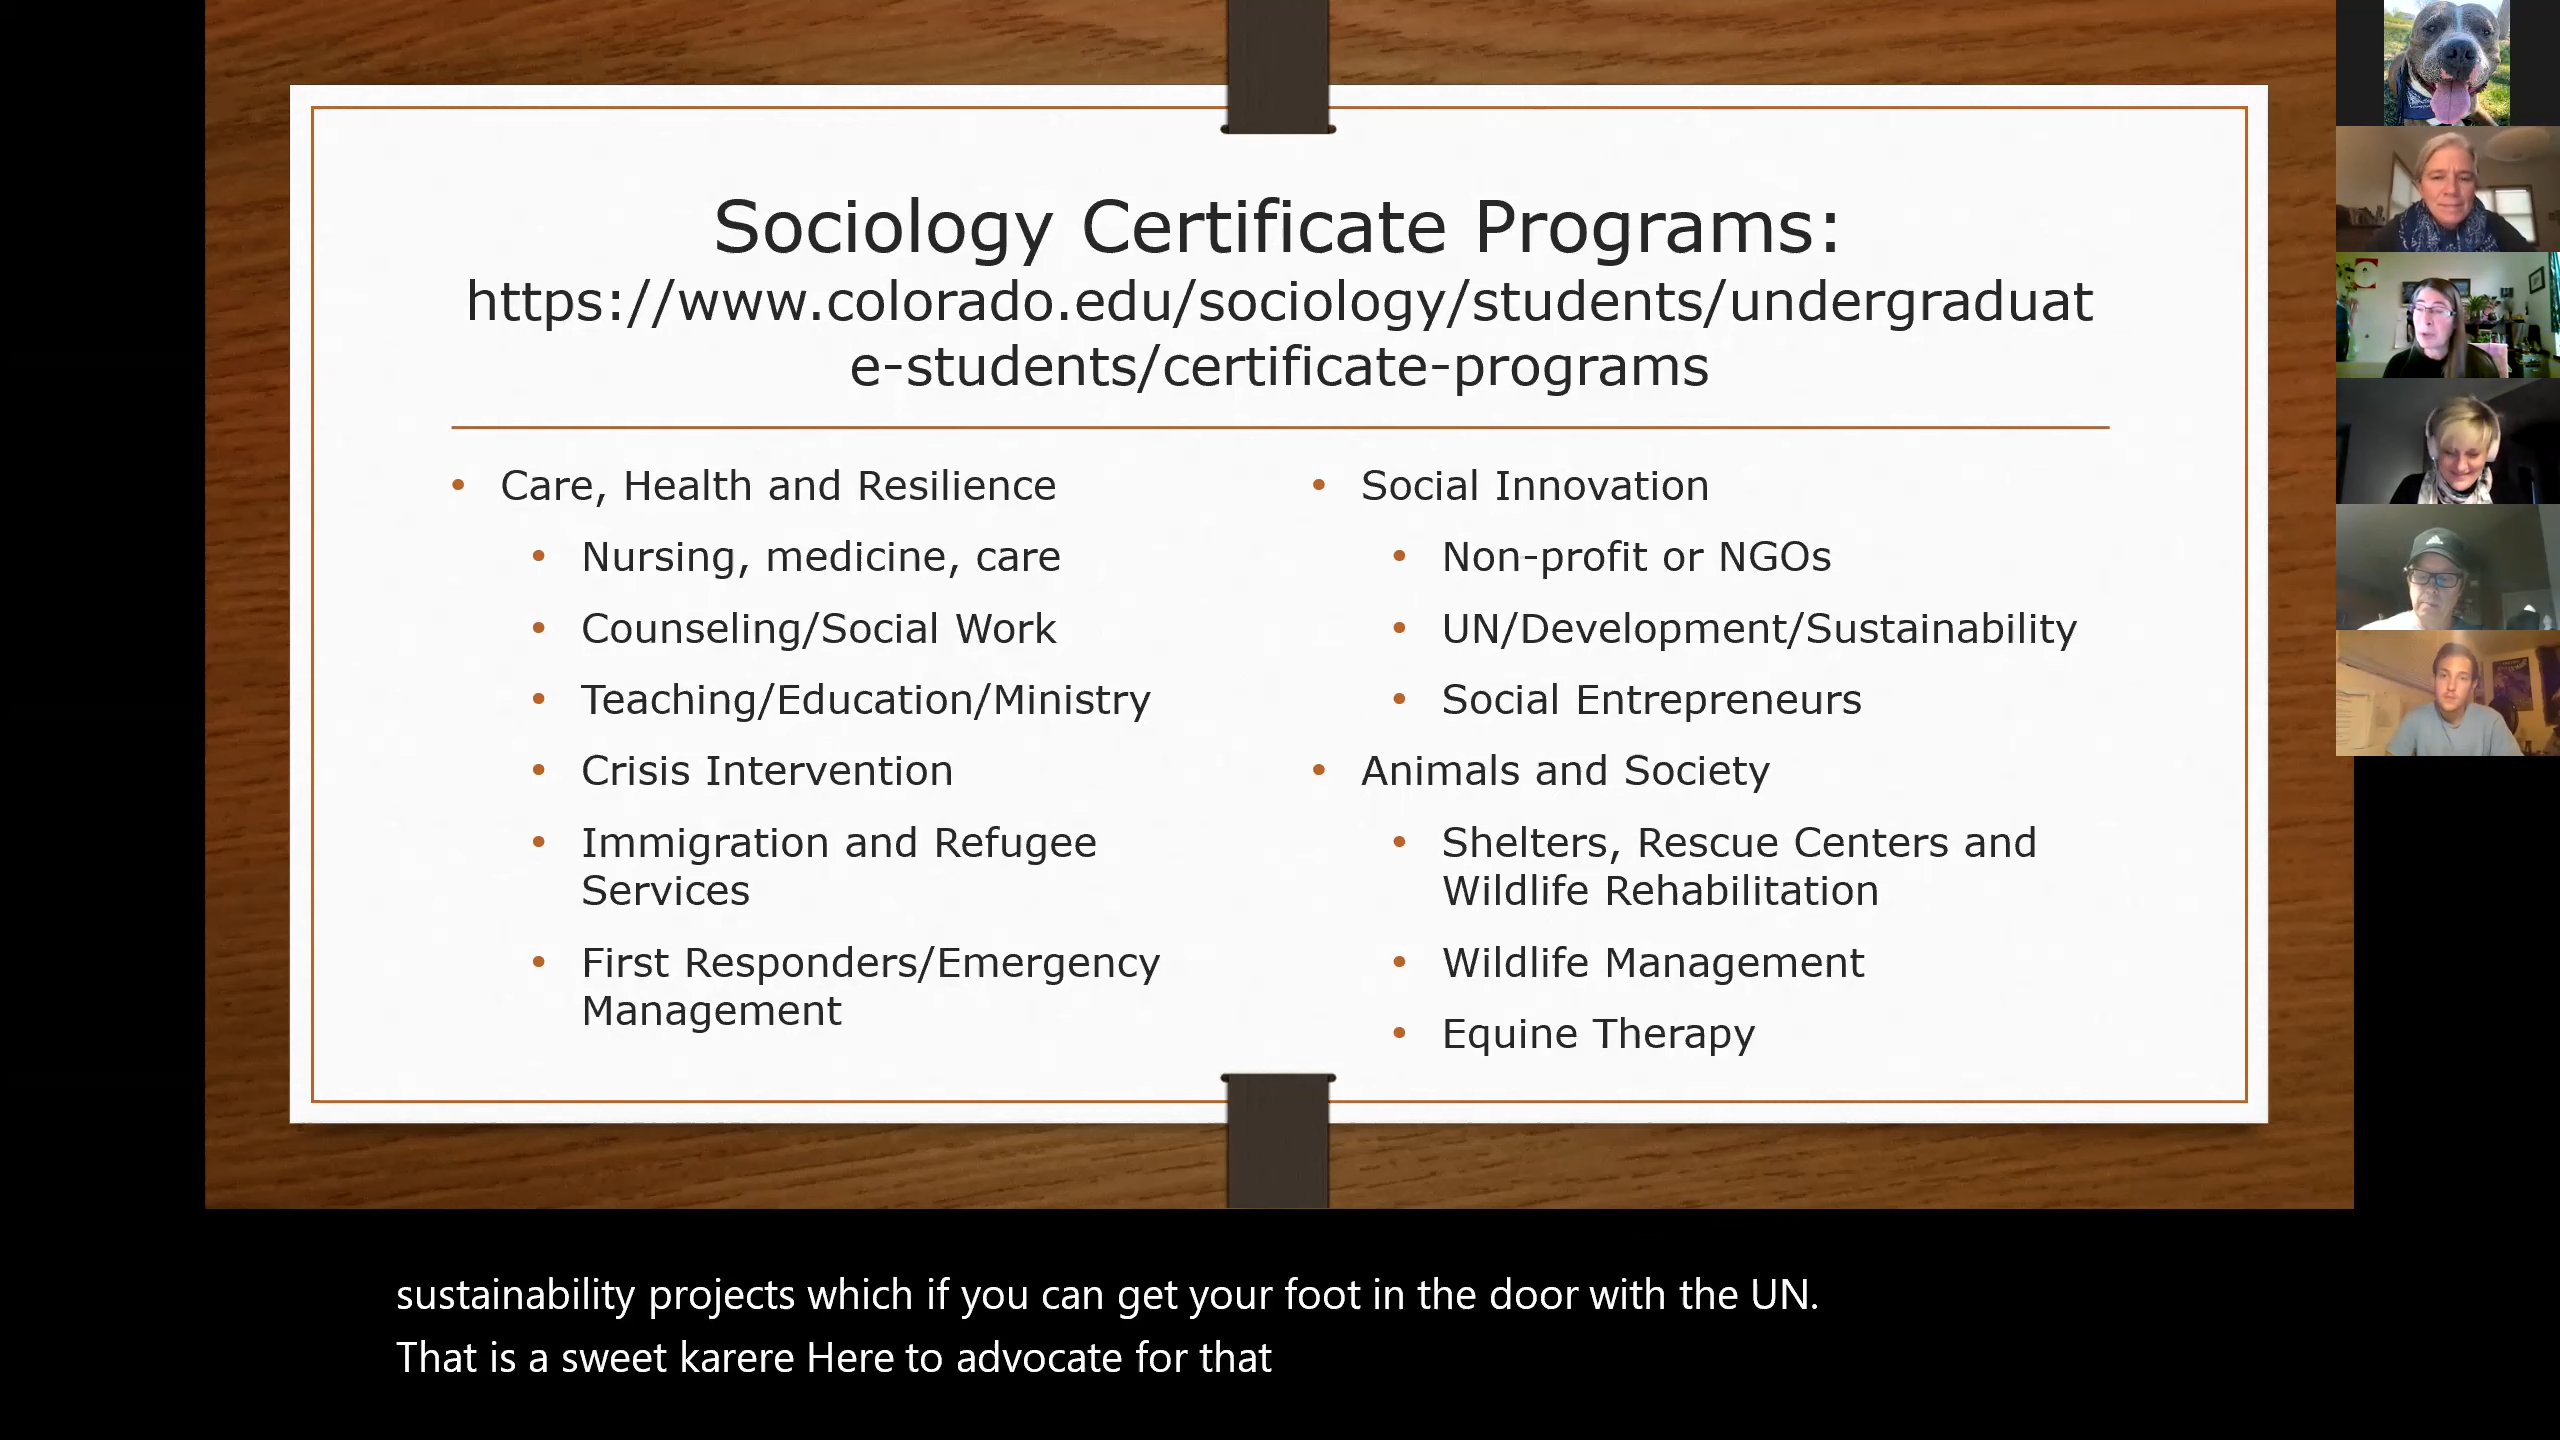 Sociology Certificate Programs:
https://www.colorado.edu/sociology/students/undergraduat
e-students/certificate-programs
• Care, Health and Resilience
• Nursing, medicine, care
• Counseling/Social Work
• Teaching/Education/Ministry
• Crisis Intervention
• Immigration and Refugee
Services
• First Responders/Emergency
Management
• Social Innovation
• Non-profit or NGOs
• UN/Development/Sustainability
• Social Entrepreneurs
• Animals and Society
• Shelters, Rescue Centers and
Wildlife Rehabilitation
• Wildlife Management
• Equine Therapy
sustainability projects which if you can get your foot in the door with the UN.
That is a sweet karere Here to advocate for that